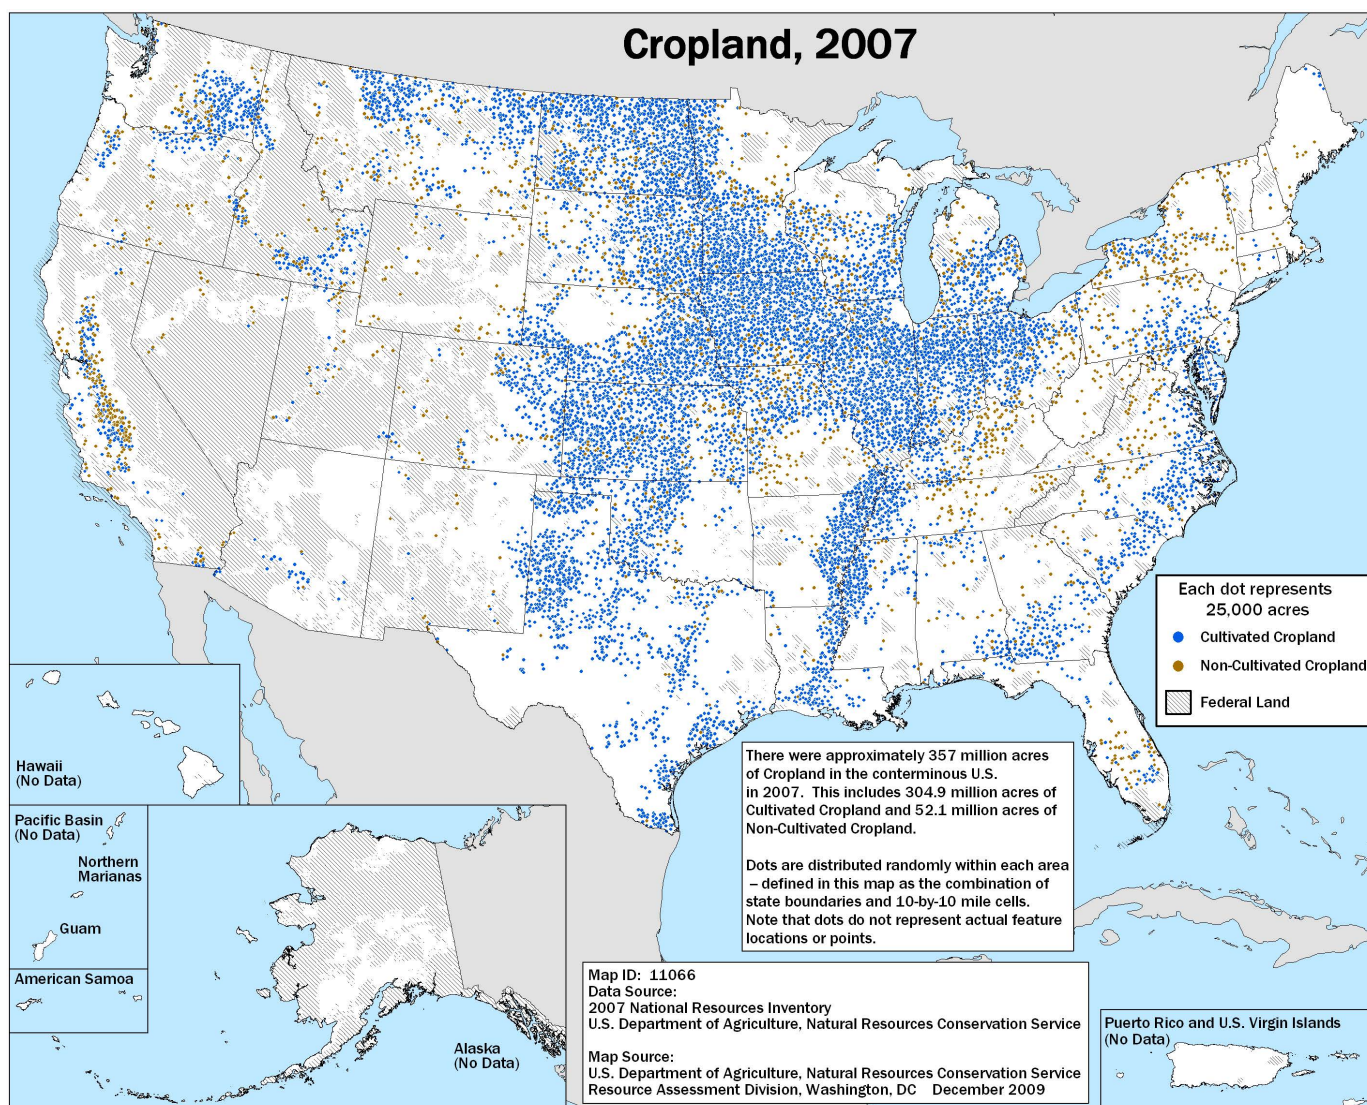 Cropland, 2007
Each dot represents
25,000 acres
Cultivated Cropland
Non-Cultivated Cropland
Federal Land
There were approximately 357 million acres
of Cropland in the conterminous U.S.
in 2007.  This includes 304.9 million acres of
Cultivated Cropland and 52.1 million acres of
Non-Cultivated Cropland.
Dots are distributed randomly within each area
– defined in this map as the combination of
state boundaries and 10-by-10 mile cells.
Note that dots do not represent actual feature
locations or points.
Hawaii
(No Data)
Pacific Basin
(No Data)
Northern
Marianas
Guam
American Samoa
Alaska
(No Data)
Map ID:  11066
Data Source:
2007 National Resources Inventory
U.S. Department of Agriculture, Natural Resources Conservation Service
Map Source:
U.S. Department of Agriculture, Natural Resources Conservation Service
Resource Assessment Division, Washington, DC    December 2009
Puerto Rico and U.S. Virgin Islands
(No Data)